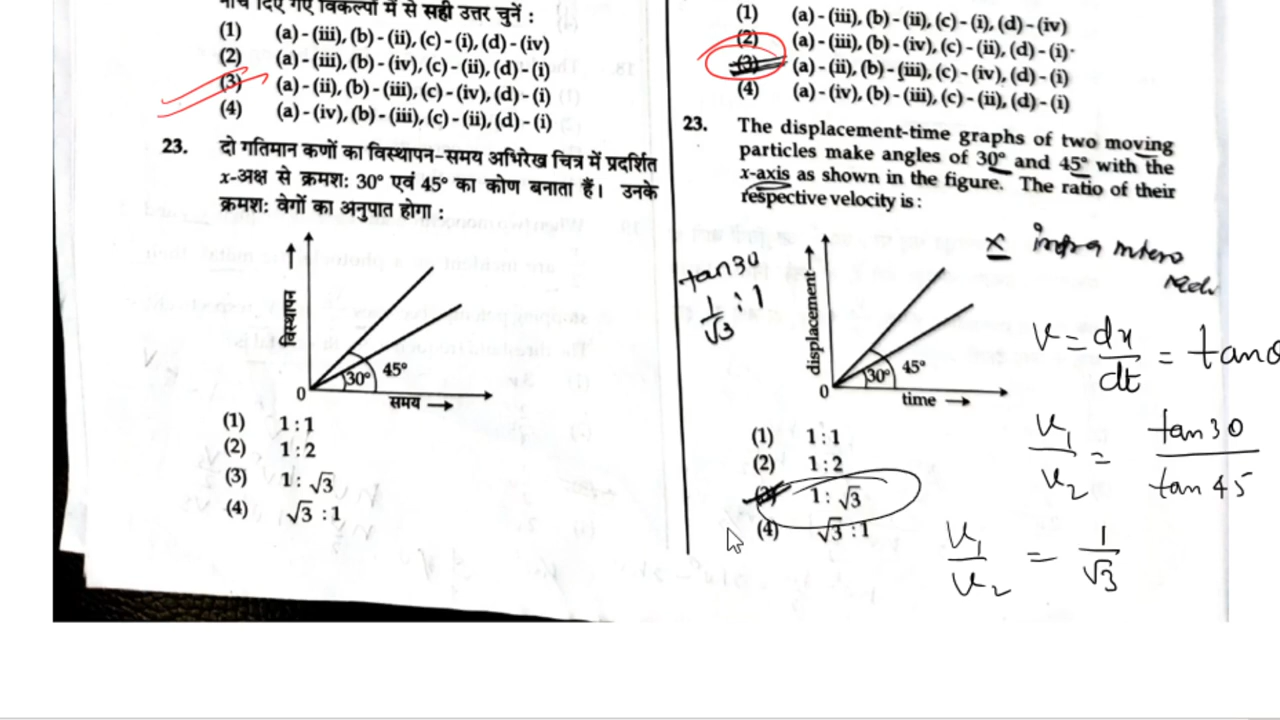 नीचे दिए गए विकल्पों में से सही उत्तर चुनें :
(1) (a) - (iii), (b) - (ii), (c) - (i), (d) - (iv)
(2) (a) - (iii), (b) - (iv), (c) - (ii), (d) - (i)
(3) (a) - (ii), (b) - (iii), (c) - (iv), (d) - (i)
(4) (a) - (iv), (b) - (iii), (c) - (ii), (d) - (i)
23. दो गतिमान कणों का विस्थापन-समय अभिरेख चित्र में प्रदर्शित
x-अक्ष से क्रमश: 30° एवं 45° का कोण बनाता हैं। उनके
क्रमश: वेगों का अनुपात होगा :
विस्थापन
45°
30°
0
समय
(1) 1 : 1
(2) 1 : 2
(3) 1 : √3
(4) √3 : 1
(1) (a) - (iii), (b) - (ii), (c) - (i), (d) - (iv)
(2) (a) - (iii), (b) - (iv), (c) - (ii), (d) - (i)
(3) (a) - (ii), (b) - (iii), (c) - (iv), (d) - (i)
(4) (a) - (iv), (b) - (iii), (c) - (ii), (d) - (i)
23. The displacement-time graphs of two moving
particles make angles of 30° and 45° with the
x-axis as shown in the figure. The ratio of their
respective velocity is :
tan30
1/√3 : 1
displacement
45°
30°
0
time
(1) 1 : 1
(2) 1 : 2
(3) 1 : √3
(4) √3 : 1
x
v = dx/dt = tanθ
v₁/v₂ = tan30/tan45
v₁/v₂ = 1/√3